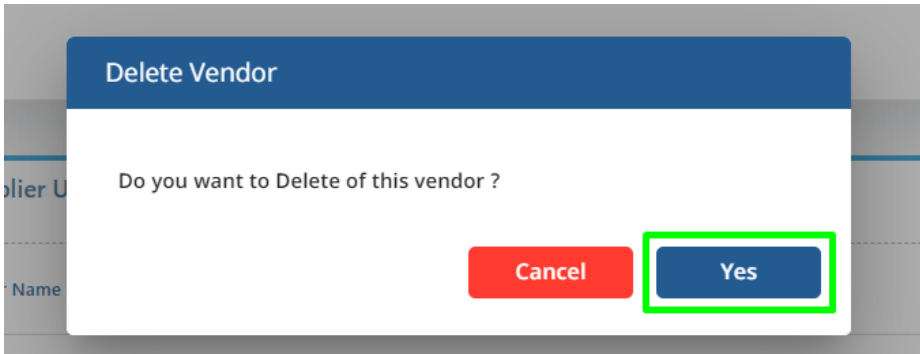 Delete Vendor
Do you want to Delete of this vendor ?
plier U
Cancel Yes
r Name